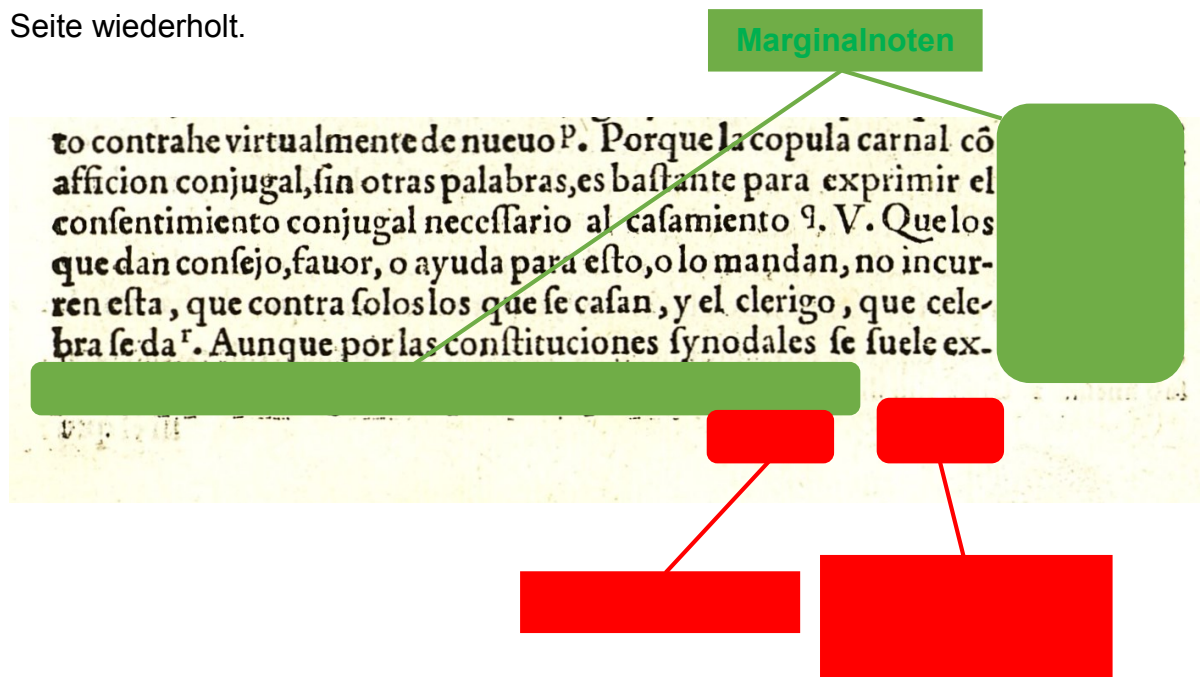 Seite wiederholt.
Marginalnoten
to contrahe virtualmente de nueuo ᵖ. Porque la copula carnal cõ
afficion conjugal, ſin otras palabras, es baſtante para exprimir el
conſentimiento conjugal neceſſario al caſamiento ᑫ. V. Que los
que dan conſejo, fauor, o ayuda para eſto, o lo mandan, no incur-
ren eſta, que contra ſolos los que ſe caſan, y el clerigo, que cele-
bra ſe da ʳ. Aunque por las conſtituciones ſynodales ſe ſuele ex-